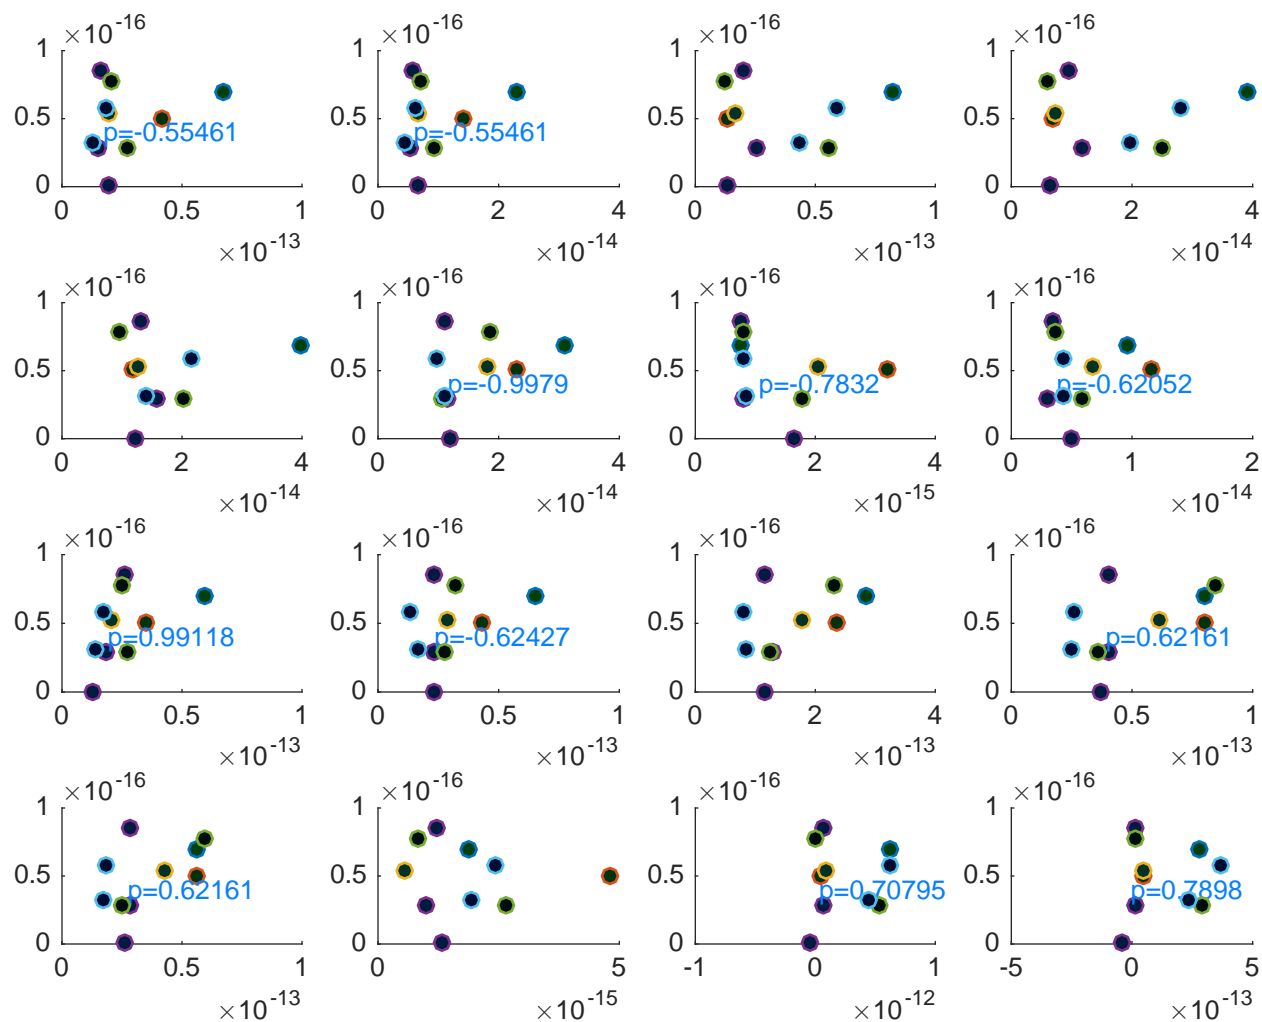 ×10-16 ×10-16 ×10-16 ×10-16
1 1 1 1
0.5 0.5 0.5 0.5
p=-0.55461 p=-0.55461
0 0 0 0
0 0.5 1 0 2 4 0 0.5 1 0 2 4
×10-13 ×10-14 ×10-13 ×10-14
×10-16 ×10-16 ×10-16 ×10-16
1 1 1 1
0.5 0.5 0.5 0.5
p=-0.9979 p=-0.7832 p=-0.62052
0 0 0 0
0 2 4 0 2 4 0 2 4 0 1 2
×10-14 ×10-14 ×10-15 ×10-14
×10-16 ×10-16 ×10-16 ×10-16
1 1 1 1
0.5 0.5 0.5 0.5
p=0.99118 p=-0.62427 p=0.62161
0 0 0 0
0 0.5 1 0 0.5 1 0 2 4 0 0.5 1
×10-13 ×10-13 ×10-13 ×10-13
×10-16 ×10-16 ×10-16 ×10-16
1 1 1 1
0.5 0.5 0.5 0.5
p=0.62161 p=0.70795 p=0.7898
0 0 0 0
0 0.5 1 0 5 -1 0 1 -5 0 5
×10-13 ×10-15 ×10-12 ×10-13